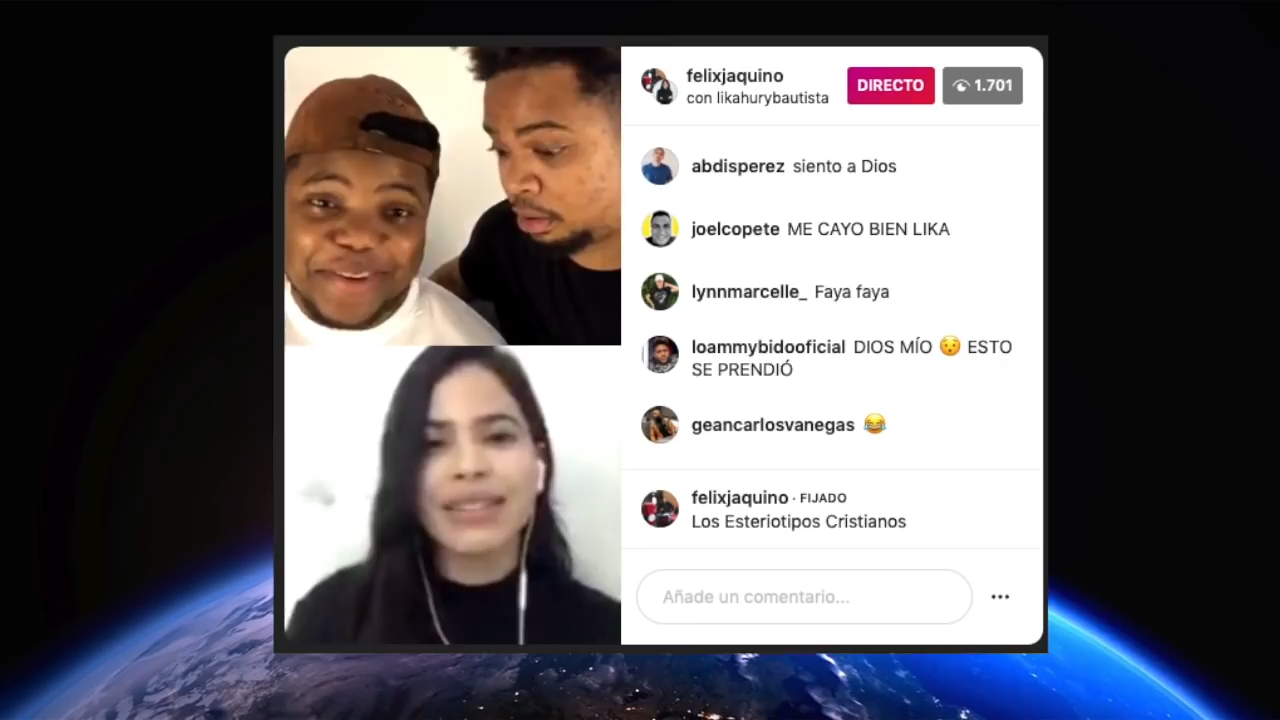 felixjaquino
con likahurybautista
DIRECTO
1.701
abdisperez siento a Dios
joelcopete ME CAYO BIEN LIKA
lynnmarcelle_ Faya faya
loammybidooficial DIOS MÍO 😯 ESTO
SE PRENDIÓ
geancarlosvanegas 😂
felixjaquino · FIJADO
Los Esteriotipos Cristianos
Añade un comentario...